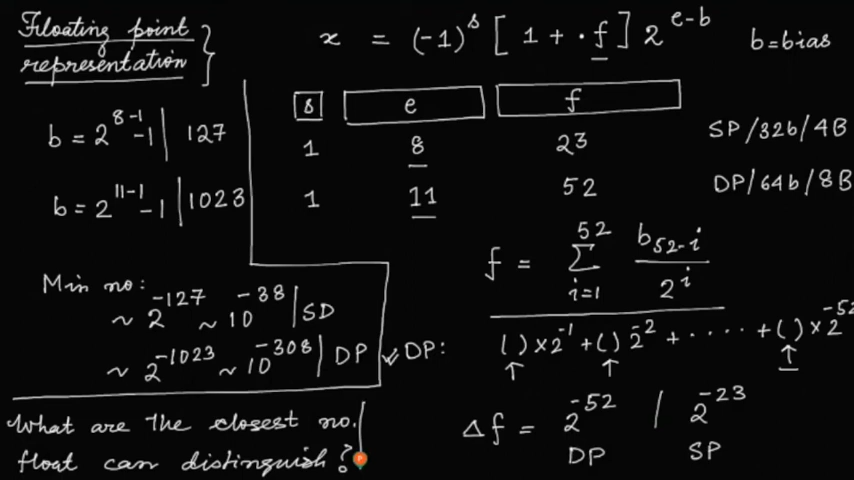 Floating point
representation
x = (-1)^s [1 + .f] 2^(e-b)
b = bias
s e f
1 8 23 SP/32b/4B
1 11 52 DP/64b/8B
b = 2^(8-1) -1 | 127
b = 2^(11-1) -1 | 1023
Min no:
~ 2^-127 ~ 10^-38 | SD
~ 2^-1023 ~ 10^-308 | DP
f = Σ_(i=1)^52 b_(52-i) / 2^i
DP: ( ) × 2^-1 + ( ) 2^-2 + ..... + ( ) × 2^-52
Δf = 2^-52 | 2^-23
DP SP
What are the closest no.
float can distinguish?